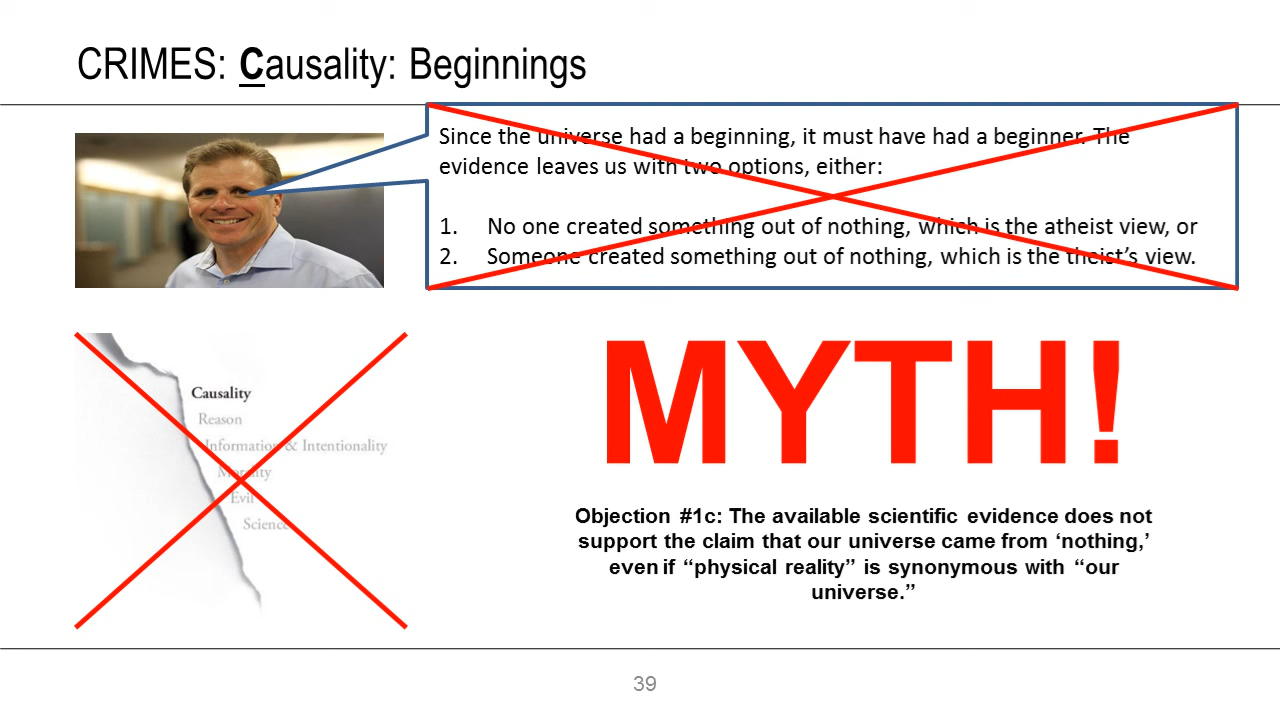 CRIMES: Causality: Beginnings
Since the universe had a beginning, it must have had a beginner. The
evidence leaves us with two options, either:
1. No one created something out of nothing, which is the atheist view, or
2. Someone created something out of nothing, which is the theist’s view.
Causality
Reason
Information & Intentionality
Morality
Evil
Science
MYTH!
Objection #1c: The available scientific evidence does not
support the claim that our universe came from ‘nothing,’
even if “physical reality” is synonymous with “our
universe.”
39